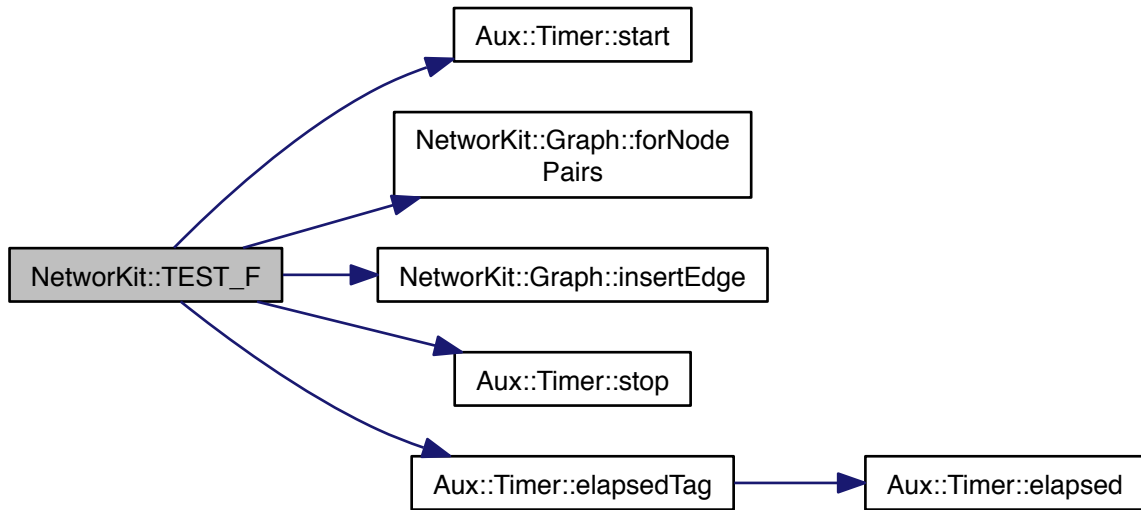 Aux::Timer::start
NetworKit::Graph::forNode
Pairs
NetworKit::TEST_F
NetworKit::Graph::insertEdge
Aux::Timer::stop
Aux::Timer::elapsedTag
Aux::Timer::elapsed